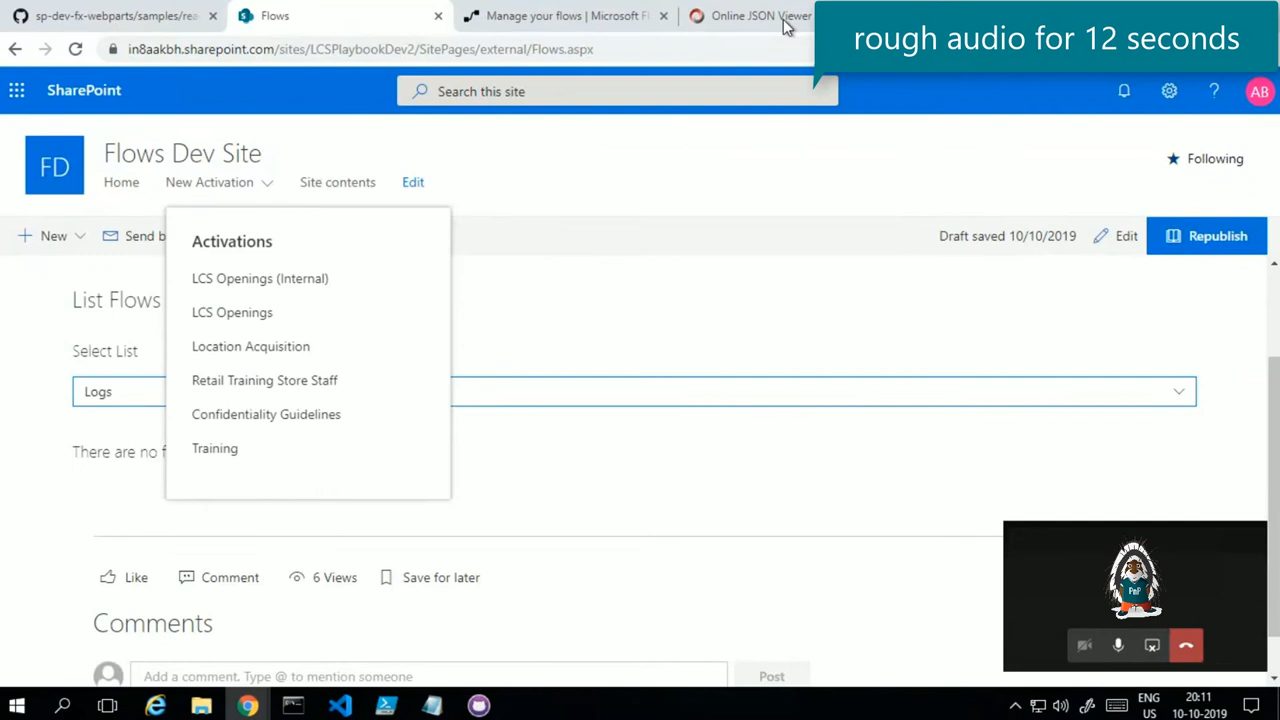 sp-dev-fx-webparts/samples/rea
Flows
Manage your flows | Microsoft Fl
Online JSON Viewer
rough audio for 12 seconds
in8aakbh.sharepoint.com/sites/LCSPlaybookDev2/SitePages/external/Flows.aspx
SharePoint
Search this site
AB
FD
Flows Dev Site
Following
Home
New Activation
Site contents
Edit
New
Send b
Draft saved 10/10/2019
Edit
Republish
Activations
LCS Openings (Internal)
LCS Openings
Location Acquisition
Retail Training Store Staff
Confidentiality Guidelines
Training
List Flows
Select List
Logs
There are no f
Like
Comment
6 Views
Save for later
Comments
Add a comment. Type @ to mention someone
Post
PnP
ENG
US
20:11
10-10-2019